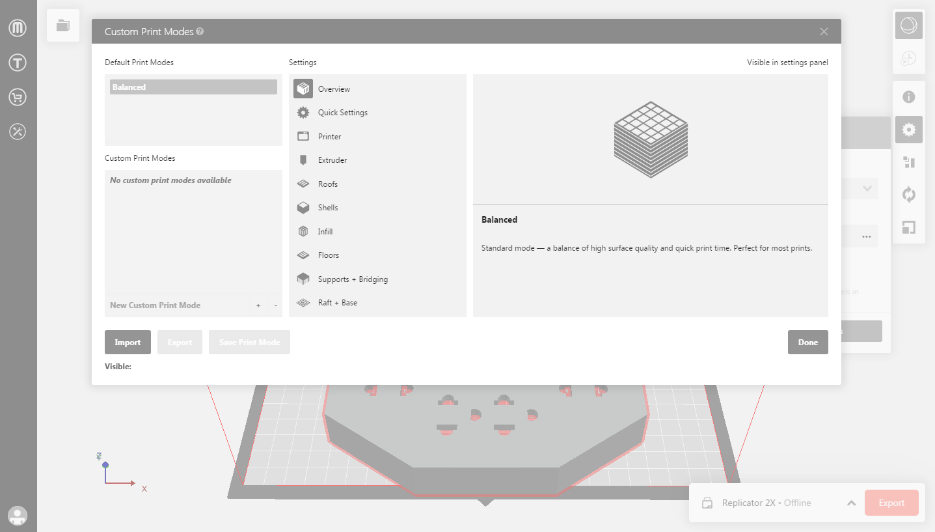 Custom Print Modes
Default Print Modes
Settings
Visible in settings panel
Balanced
Custom Print Modes
No custom print modes available
New Custom Print Mode
+
-
Overview
Quick Settings
Printer
Extruder
Roofs
Shells
Infill
Floors
Supports + Bridging
Raft + Base
Balanced
Standard mode — a balance of high surface quality and quick print time. Perfect for most prints.
Import
Export
Save Print Mode
Done
Visible:
Z
X
Replicator 2X • Offline
Export